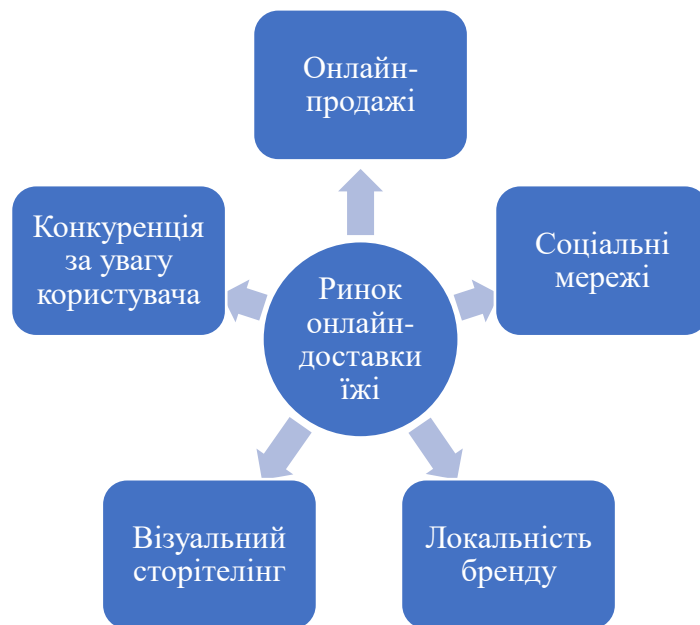 Онлайн-
продажі
Конкуренція
за увагу
користувача
Соціальні
мережі
Ринок
онлайн-
доставки
їжі
Візуальний
сторітелінг
Локальність
бренду